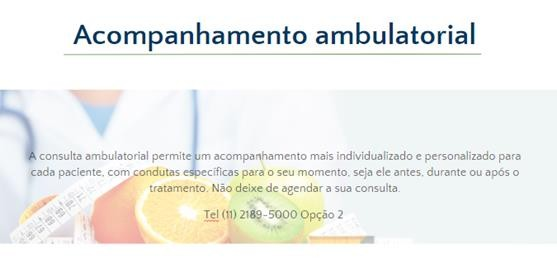 Acompanhamento ambulatorial
A consulta ambulatorial permite um acompanhamento mais individualizado e personalizado para
cada paciente, com condutas específicas para o seu momento, seja ele antes, durante ou após o
tratamento. Não deixe de agendar a sua consulta.
Tel (11) 2189-5000 Opção 2